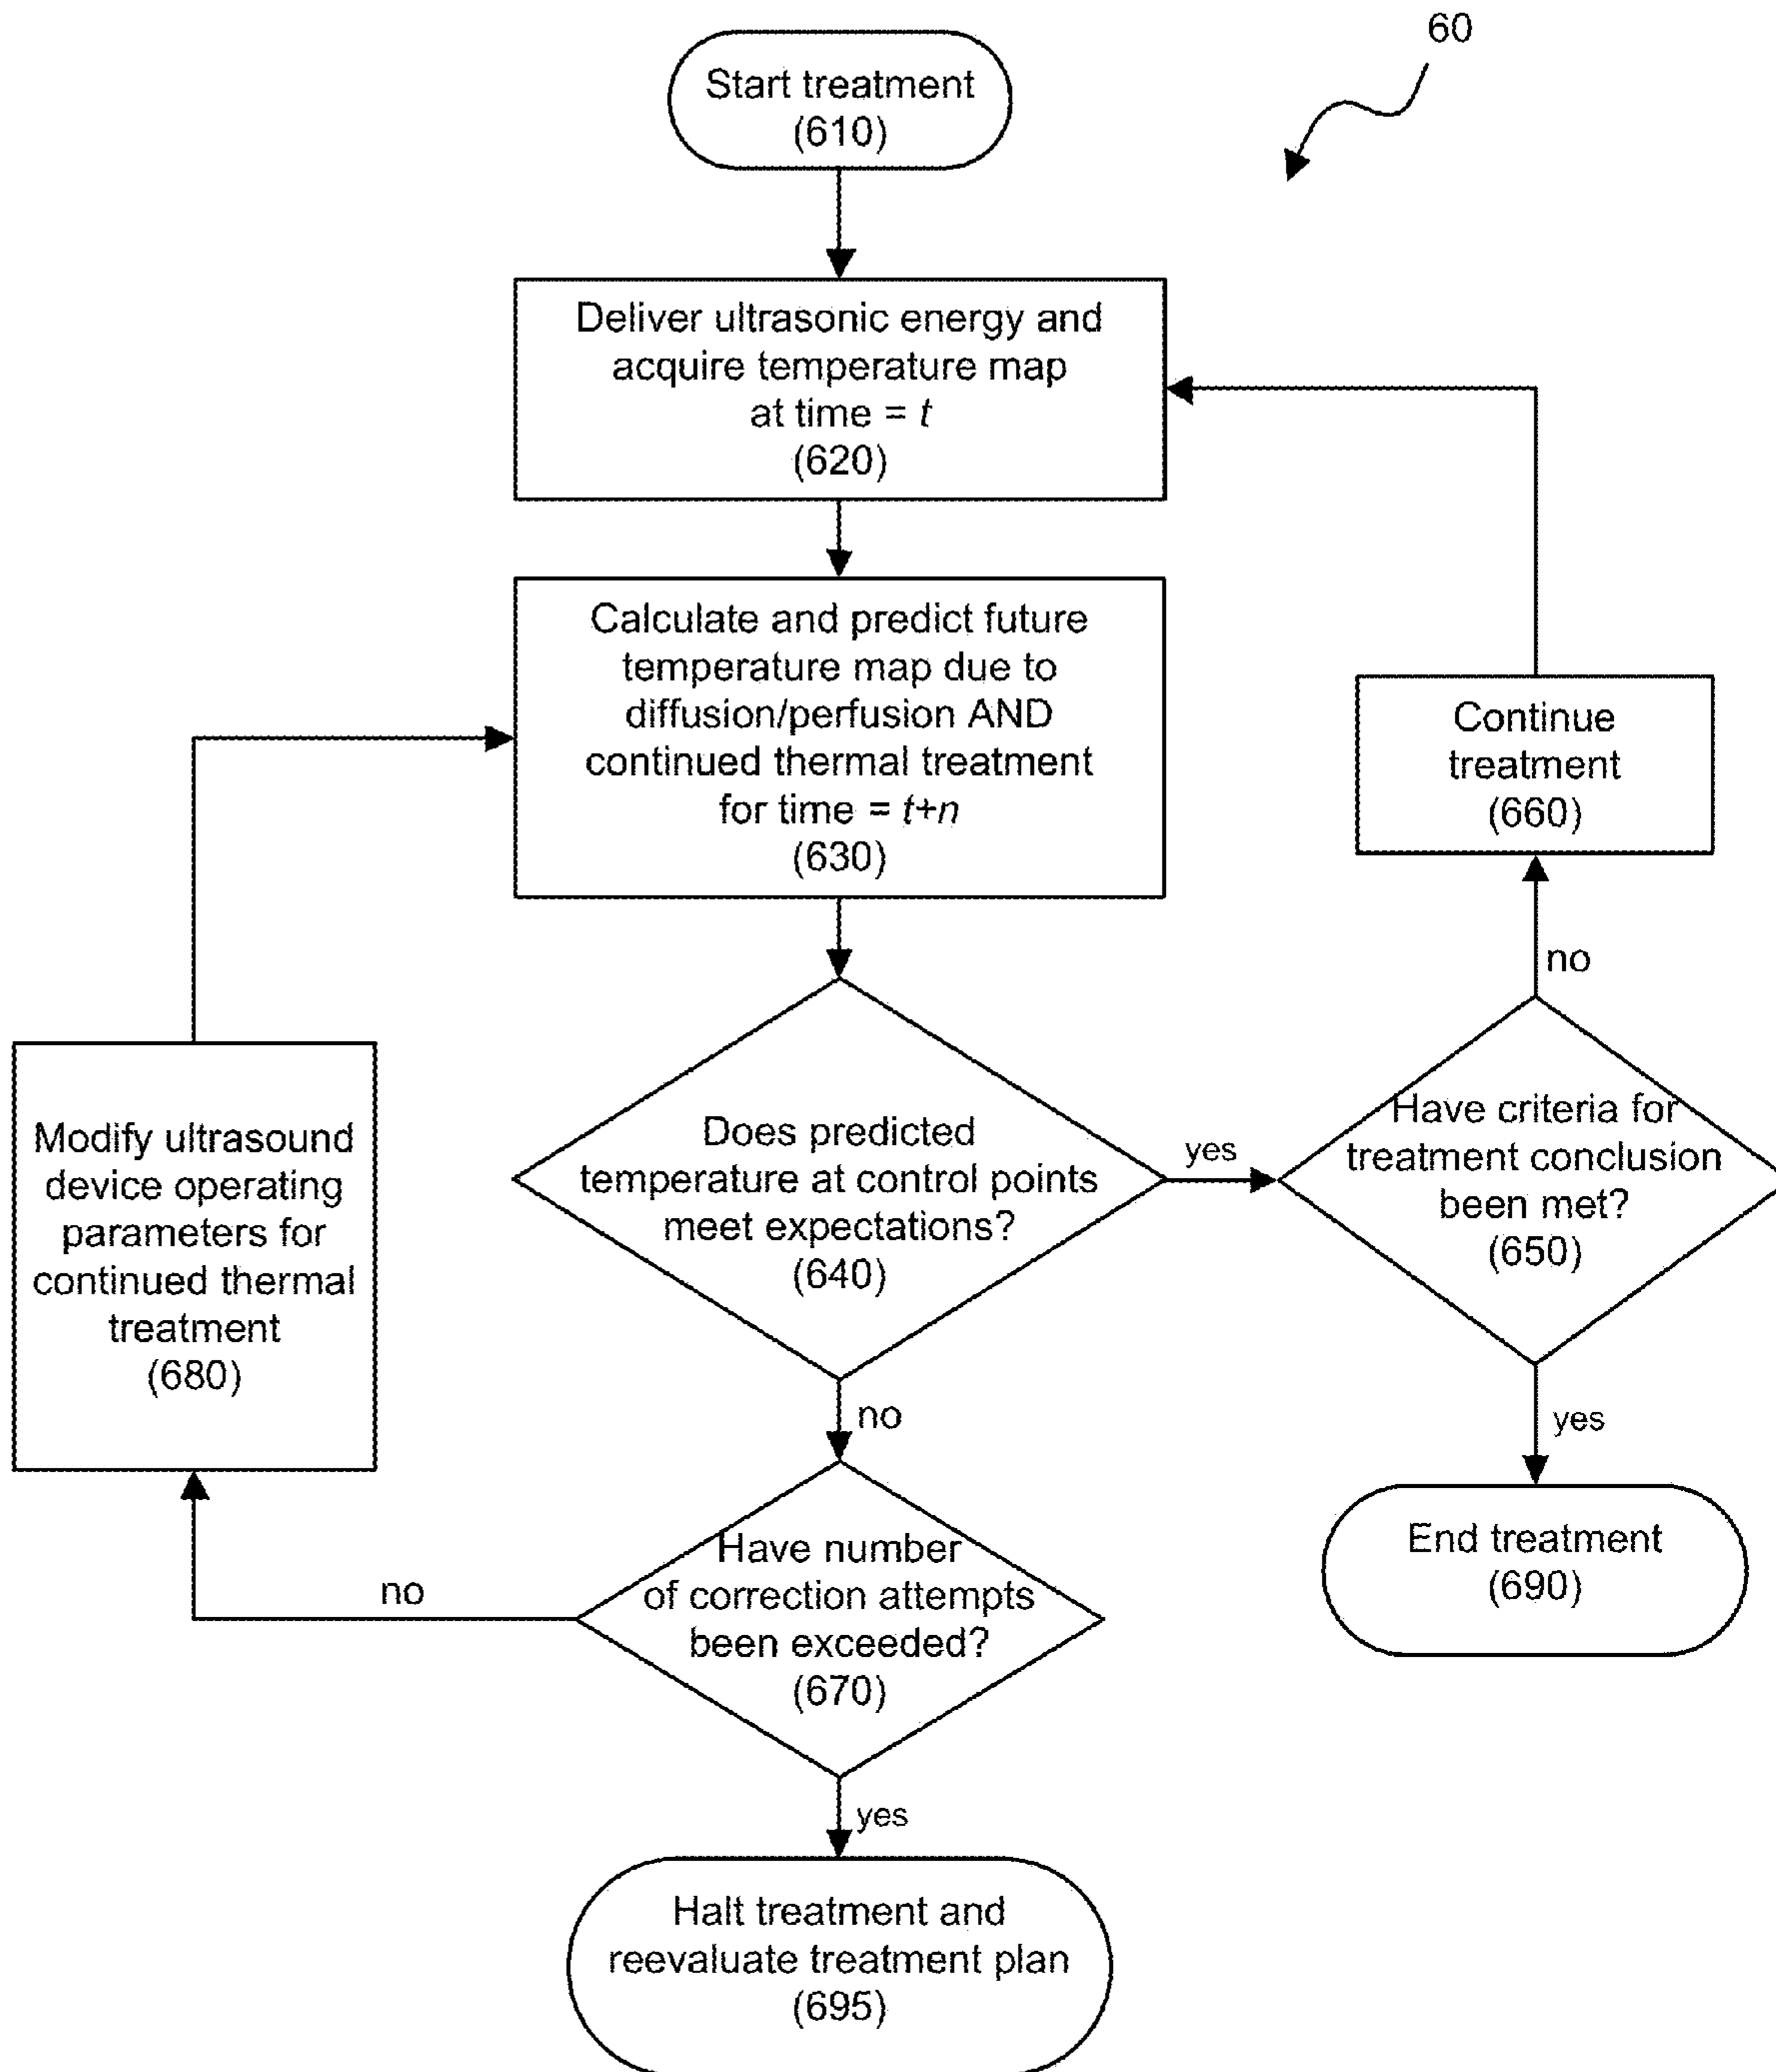 60
Start treatment
(610)
Deliver ultrasonic energy and
acquire temperature map
at time = t
(620)
Calculate and predict future
temperature map due to
diffusion/perfusion AND
continued thermal treatment
for time = t+n
(630)
Continue
treatment
(660)
no
Does predicted
temperature at control points
meet expectations?
(640)
yes
Have criteria for
treatment conclusion
been met?
(650)
Modify ultrasound
device operating
parameters for
continued thermal
treatment
(680)
no
yes
End treatment
(690)
Have number
of correction attempts
been exceeded?
(670)
no
yes
Halt treatment and
reevaluate treatment plan
(695)